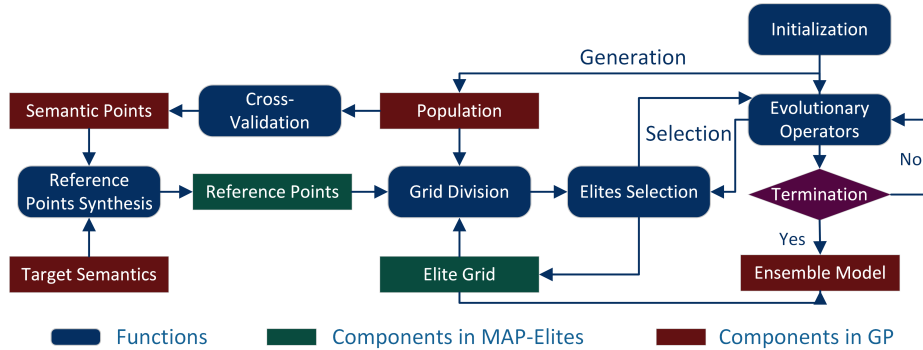 Initialization
Generation
Semantic Points
Cross-
Validation
Population
Evolutionary
Operators
Selection
No
Reference
Points Synthesis
Reference Points
Grid Division
Elites Selection
Termination
Yes
Target Semantics
Elite Grid
Ensemble Model
Functions
Components in MAP-Elites
Components in GP